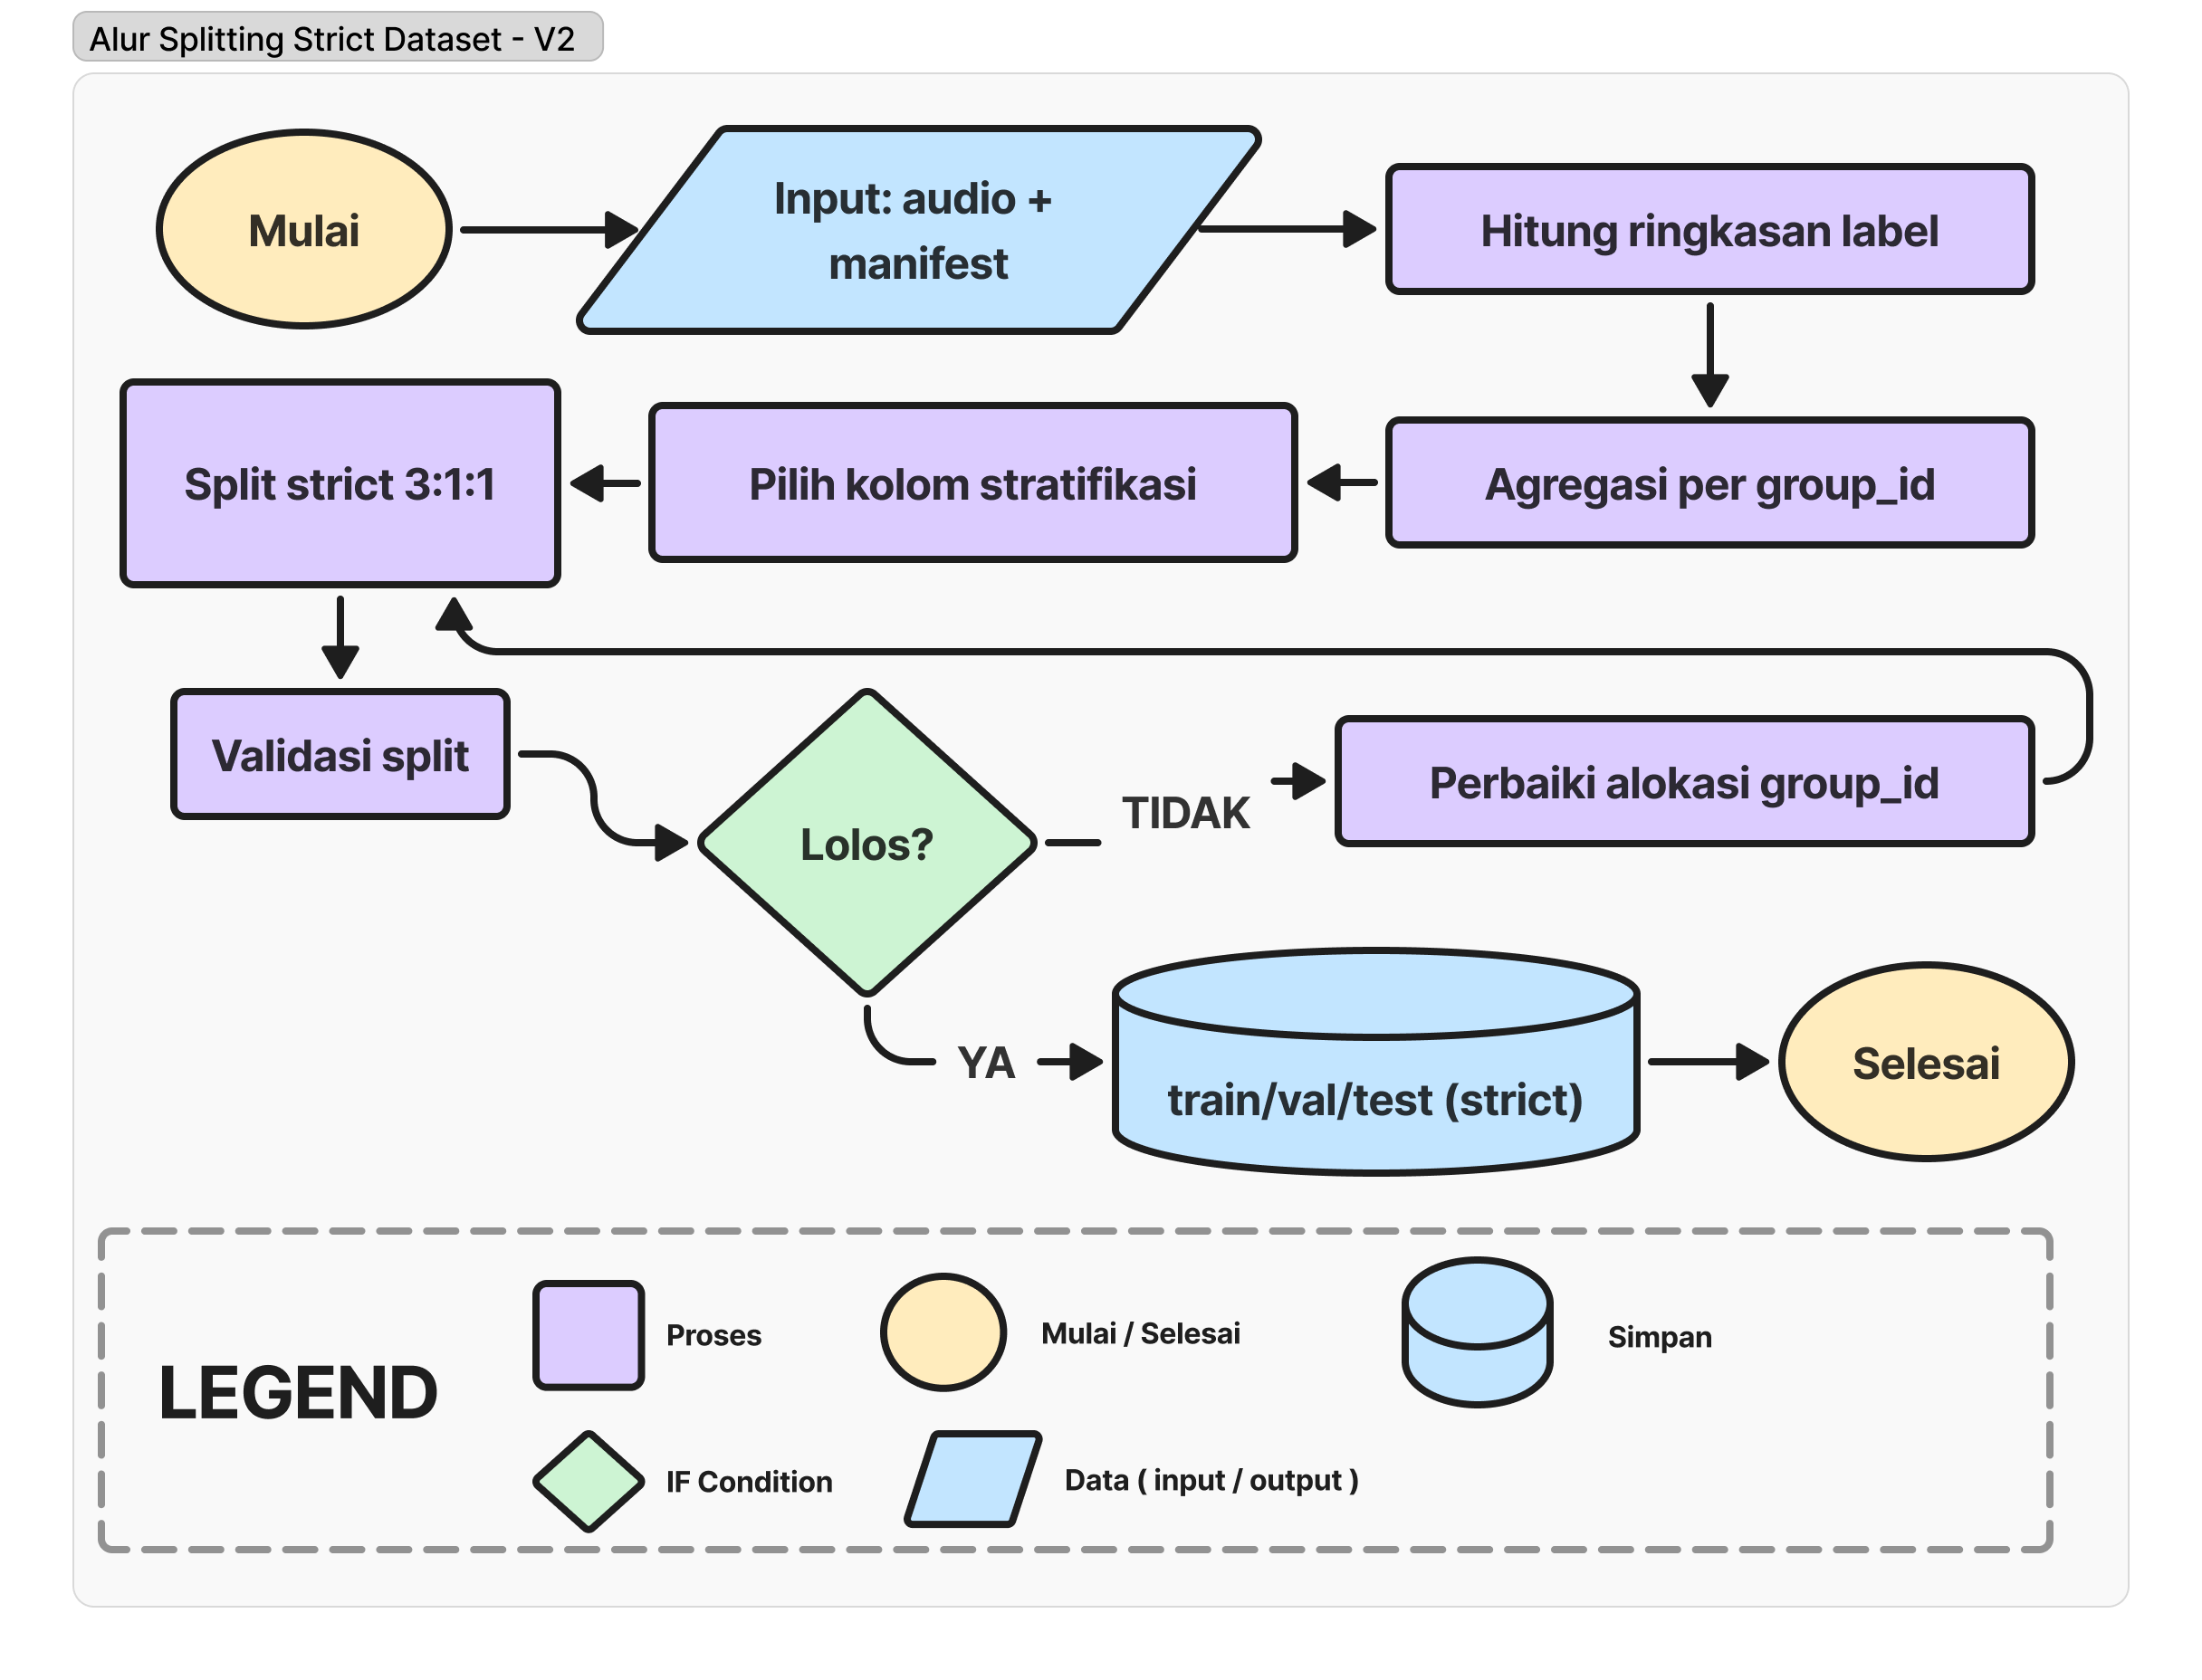 Alur Splitting Strict Dataset - V2
Mulai
Input: audio +
manifest
Hitung ringkasan label
Split strict 3:1:1
Pilih kolom stratifikasi
Agregasi per group_id
Validasi split
Lolos?
TIDAK
Perbaiki alokasi group_id
YA
train/val/test (strict)
Selesai
LEGEND
Proses
Mulai / Selesai
Simpan
IF Condition
Data ( input / output )